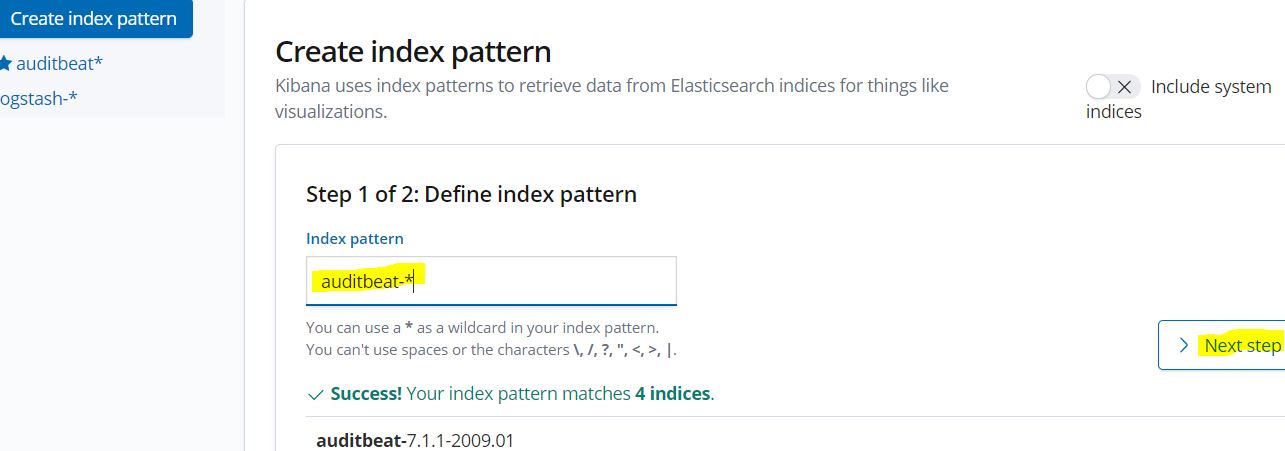 Create index pattern
auditbeat*
ogstash-*
Create index pattern
Kibana uses index patterns to retrieve data from Elasticsearch indices for things like
visualizations.
Include system
indices
Step 1 of 2: Define index pattern
Index pattern
auditbeat-*
You can use a * as a wildcard in your index pattern.
You can't use spaces or the characters \, /, ?, ", <, >, |.
Next step
Success! Your index pattern matches 4 indices.
auditbeat-7.1.1-2009.01